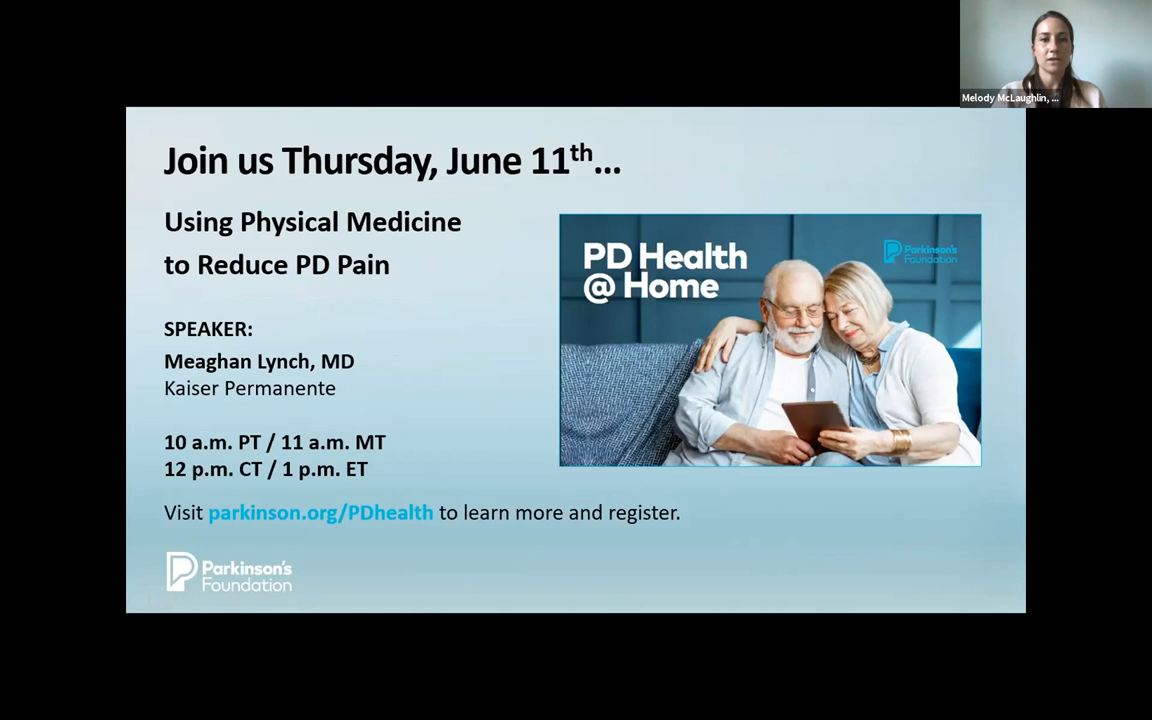 Melody McLaughlin, ...
Join us Thursday, June 11th...
Using Physical Medicine
to Reduce PD Pain
SPEAKER:
Meaghan Lynch, MD
Kaiser Permanente
10 a.m. PT / 11 a.m. MT
12 p.m. CT / 1 p.m. ET
Visit parkinson.org/PDhealth to learn more and register.
Parkinson's
Foundation
PD Health
@ Home
Parkinson's
Foundation